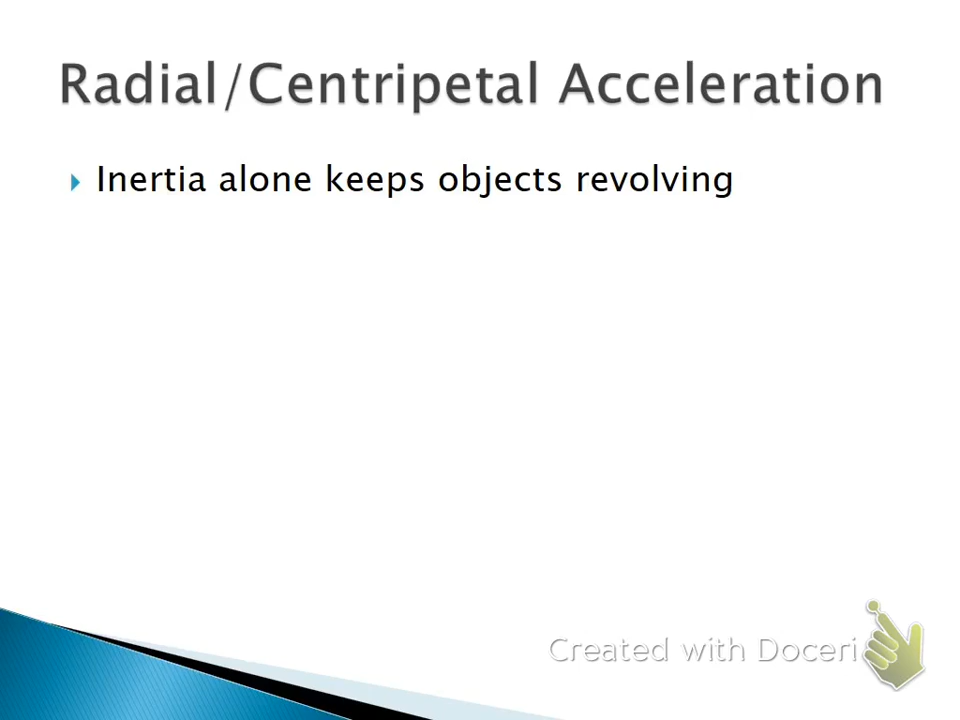 Radial/Centripetal Acceleration
Inertia alone keeps objects revolving
Created with Doceri